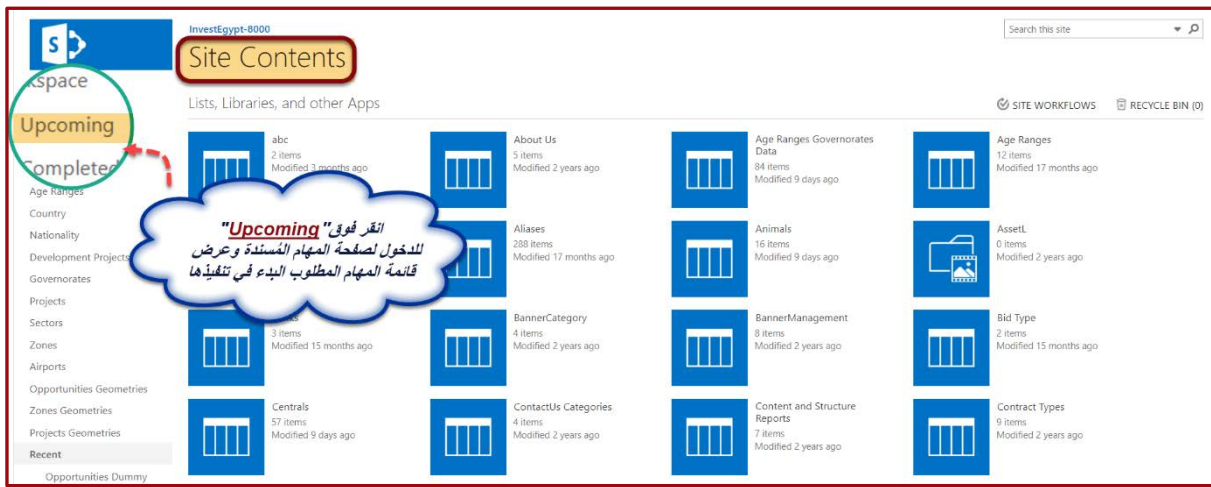 InvestEgypt-8000
Search this site
Site Contents
kspace
Upcoming
Completed
Lists, Libraries, and other Apps
SITE WORKFLOWS
RECYCLE BIN (0)
abc
2 items
Modified 3 months ago
About Us
5 items
Modified 2 years ago
Age Ranges Governorates
Data
84 items
Modified 9 days ago
Age Ranges
12 items
Modified 17 months ago
Age Ranges
Country
Nationality
Development Projects
Governorates
Projects
Sectors
Zones
Airports
Opportunities Geometries
Zones Geometries
Projects Geometries
Recent
Opportunities Dummy
انقر فوق "Upcoming"
للدخول لصفحة المهام المُسندة وعرض
قائمة المهام المطلوب البدء في تنفيذها
Aliases
288 items
Modified 17 months ago
Animals
16 items
Modified 9 days ago
AssetL
0 items
Modified 2 years ago
3 items
Modified 15 months ago
BannerCategory
4 items
Modified 2 years ago
BannerManagement
8 items
Modified 2 years ago
Bid Type
2 items
Modified 15 months ago
Centrals
57 items
Modified 9 days ago
ContactUs Categories
4 items
Modified 2 years ago
Content and Structure
Reports
7 items
Modified 2 years ago
Contract Types
9 items
Modified 2 years ago